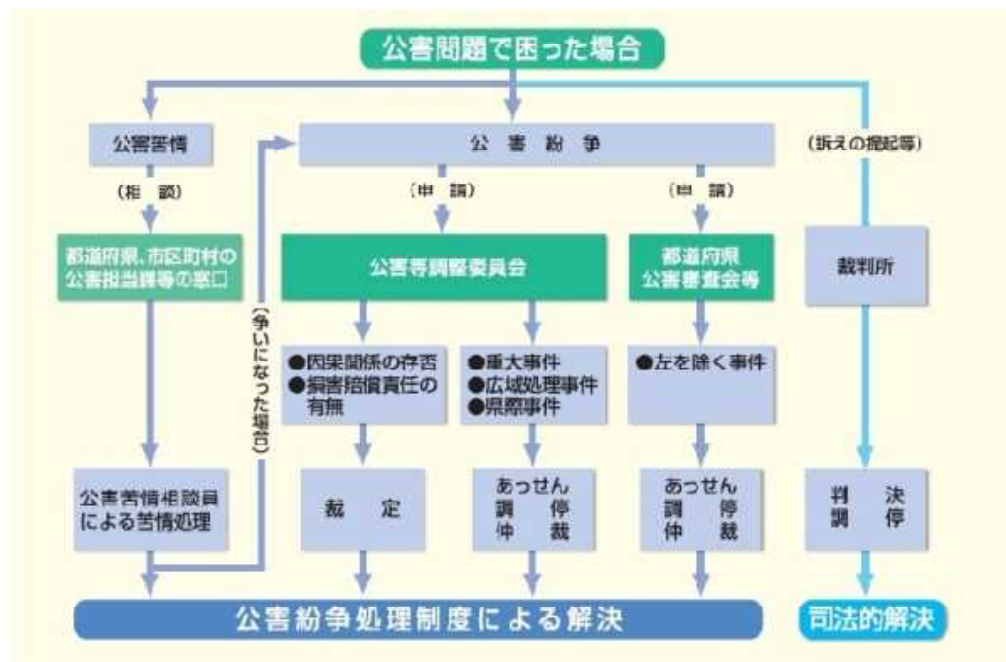 公害問題で困った場合
公害苦情
公害紛争
(訴えの提起等)
(相談)
(申請)
(申請)
都道府県、市区町村の
公害担当課等の窓口
公害等調整委員会
都道府県
公害審査会等
裁判所
(争いになった場合)
●因果関係の存否
●損害賠償責任の
有無
●重大事件
●広域処理事件
●県際事件
●左を除く事件
公害苦情相談員
による苦情処理
裁定
あっせん
調停
仲裁
あっせん
調停
仲裁
判決
調停
公害紛争処理制度による解決
司法的解決